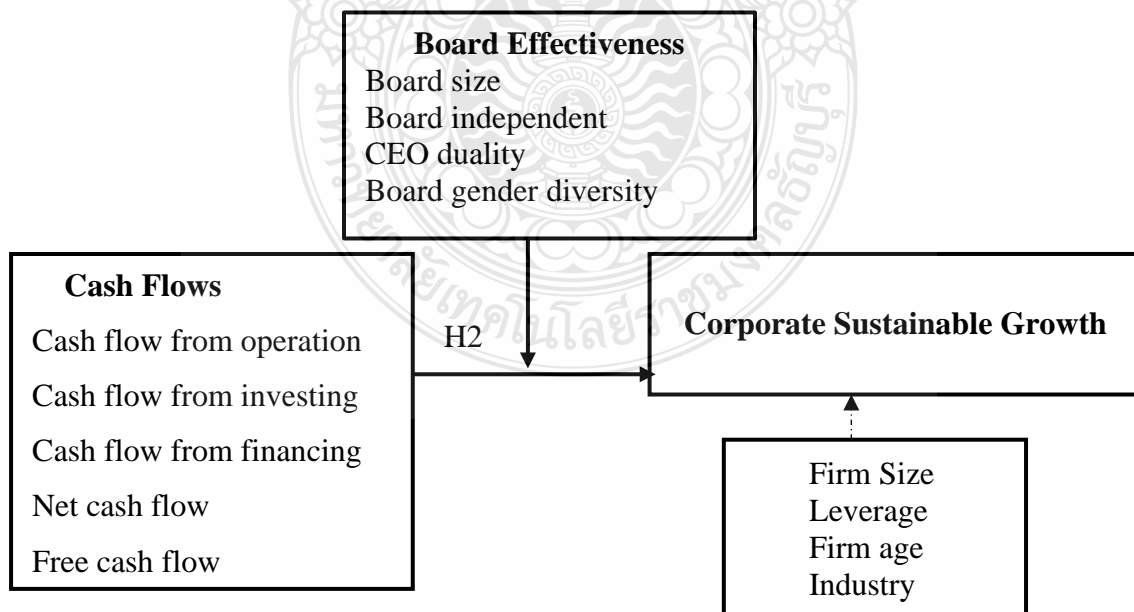 Board Effectiveness
Board size
Board independent
CEO duality
Board gender diversity
Cash Flows
Cash flow from operation
Cash flow from investing
Cash flow from financing
Net cash flow
Free cash flow
H2
Corporate Sustainable Growth
Firm Size
Leverage
Firm age
Industry